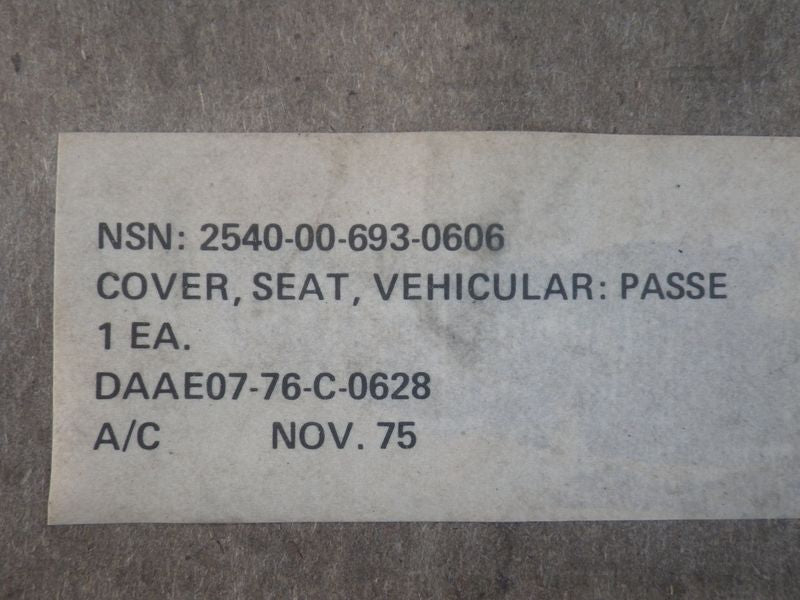 NSN: 2540-00-693-0606
COVER, SEAT, VEHICULAR: PASSE
1 EA.
DAAE07-76-C-0628
A/C NOV. 75